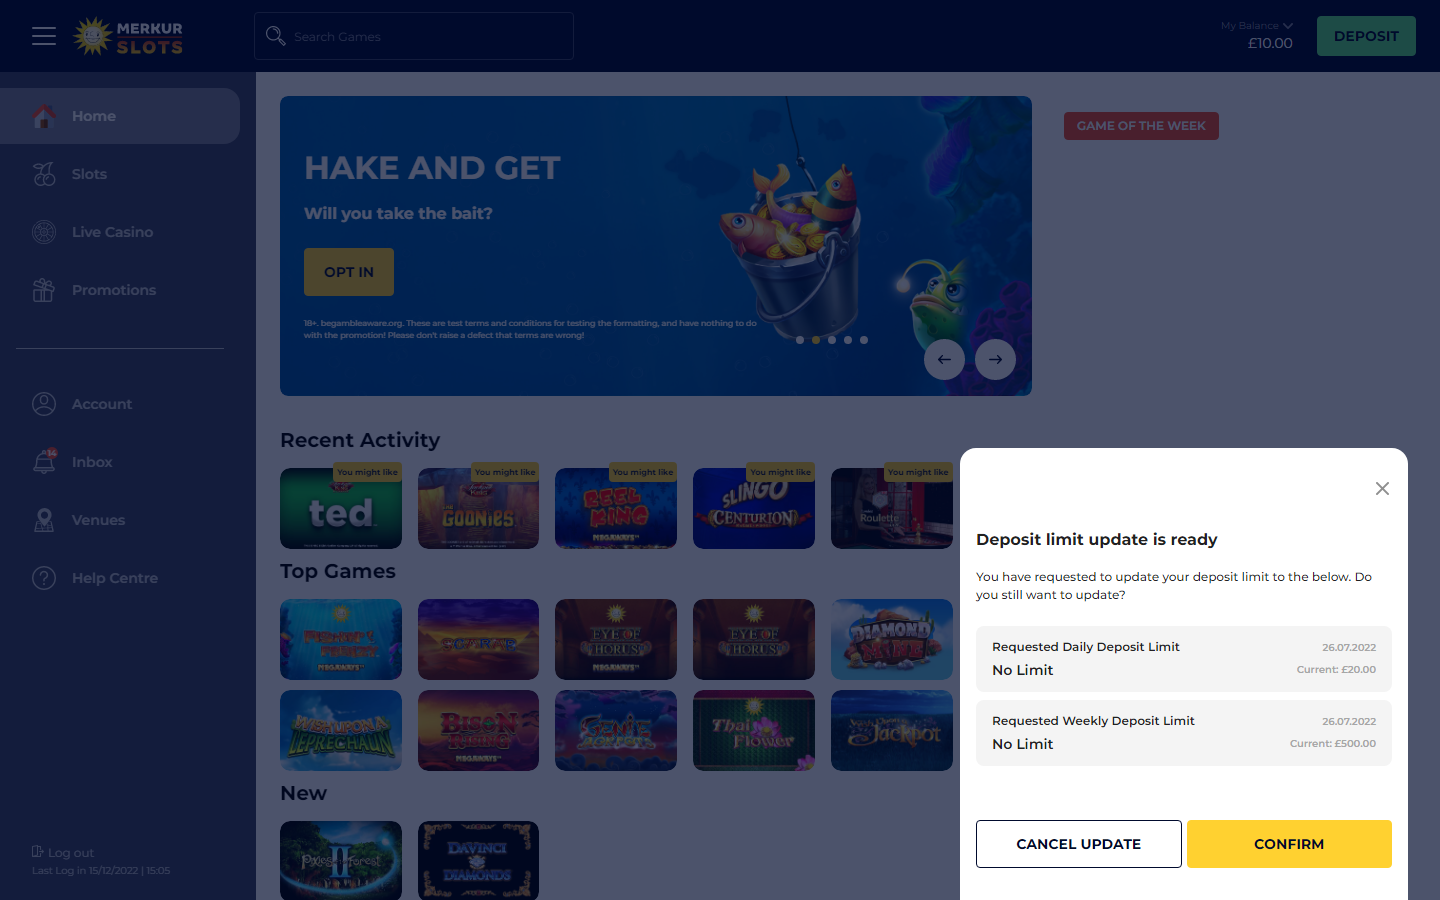 MERKUR
SLOTS
Search Games
My Balance
£10.00
DEPOSIT
Home
Slots
Live Casino
Promotions
Account
14
Inbox
Venues
Help Centre
Log out
Last Log in 15/12/2022 | 15:05
HAKE AND GET
Will you take the bait?
OPT IN
18+. begambleaware.org. These are test terms and conditions for testing the formatting, and have nothing to do
with the promotion! Please don't raise a defect that terms are wrong!
GAME OF THE WEEK
Recent Activity
You might like
You might like
You might like
You might like
You might like
ted
THE
GOONIES
REEL
KING
MEGAWAYS™
SLINGO
CENTURION
Roulette
Top Games
MEGAWAYS™
EYE OF
HORUS
MEGAWAYS™
EYE OF
HORUS
DIAMOND
MINE
WISH UPON A
LEPRECHAUN
BISON
RISING
MEGAWAYS™
Genie
Jackpots
Thai
Flower
Jackpot
New
Pixies of the Forest
II
DAVINCI
DIAMONDS
Deposit limit update is ready
You have requested to update your deposit limit to the below. Do
you still want to update?
Requested Daily Deposit Limit
26.07.2022
No Limit
Current: £20.00
Requested Weekly Deposit Limit
26.07.2022
No Limit
Current: £500.00
CANCEL UPDATE
CONFIRM